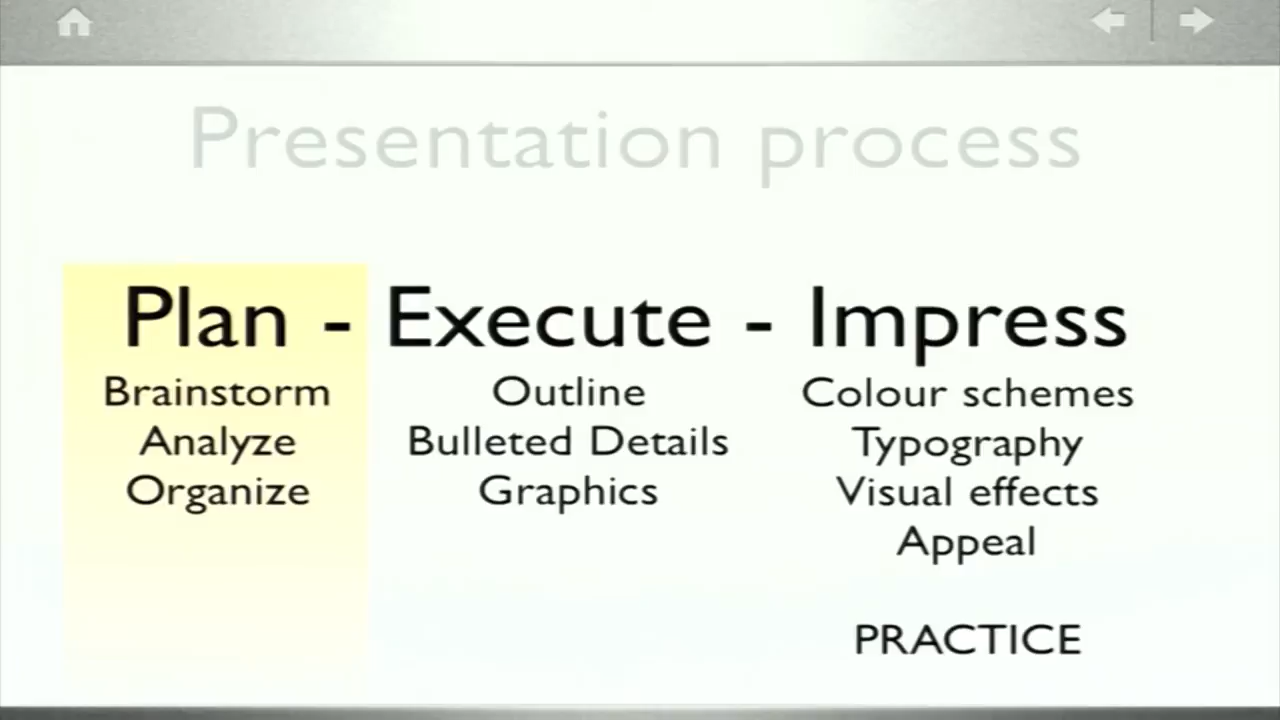 Presentation process
Plan - Execute - Impress
Brainstorm
Analyze
Organize
Outline
Bulleted Details
Graphics
Colour schemes
Typography
Visual effects
Appeal
PRACTICE